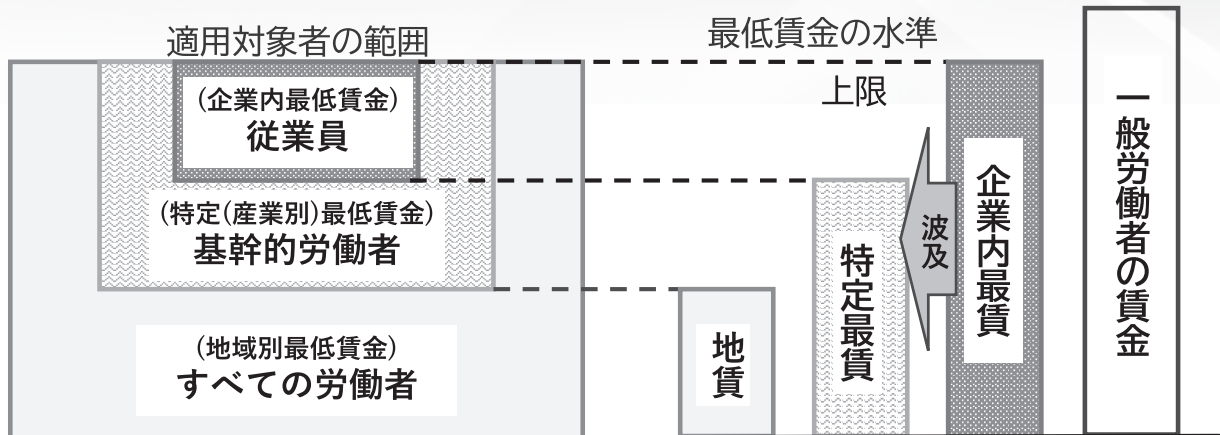 適用対象者の範囲
(企業内最低賃金)
従業員
(特定(産業別)最低賃金)
基幹的労働者
(地域別最低賃金)
すべての労働者
最低賃金の水準
上限
地賃
特定最賃
波及
企業内最賃
一般労働者の賃金